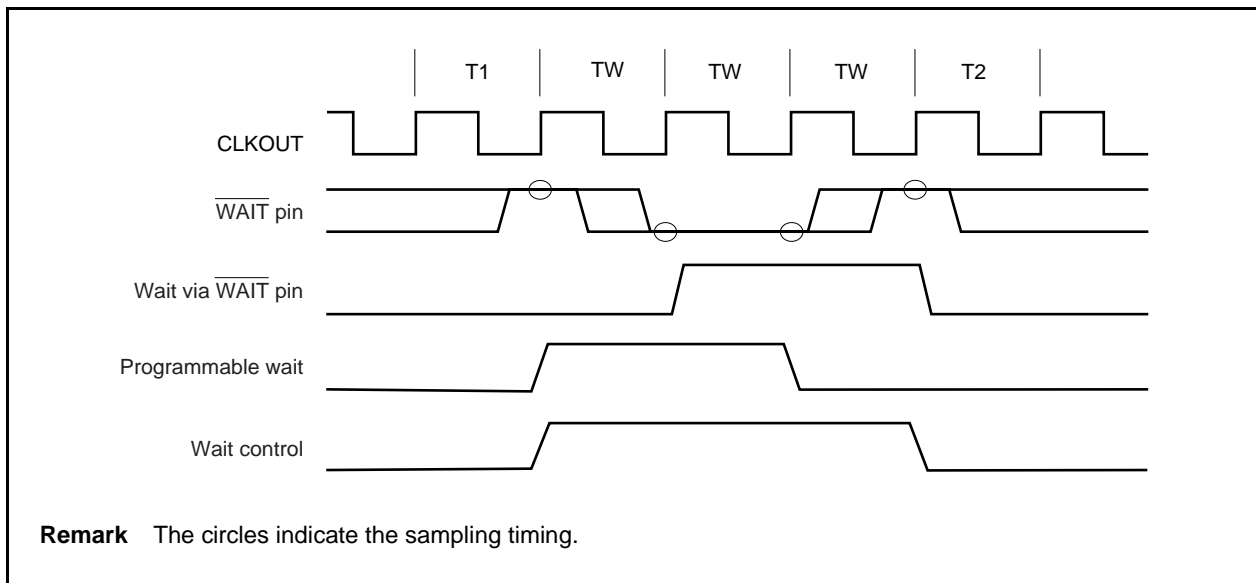 T1 TW TW TW T2
CLKOUT
WAIT pin
Wait via WAIT pin
Programmable wait
Wait control
Remark The circles indicate the sampling timing.